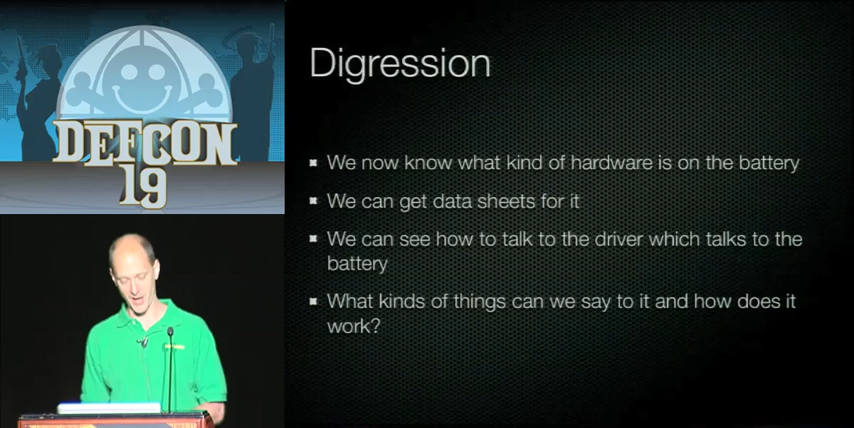 DEFCON
19
Digression
We now know what kind of hardware is on the battery
We can get data sheets for it
We can see how to talk to the driver which talks to the
battery
What kinds of things can we say to it and how does it
work?